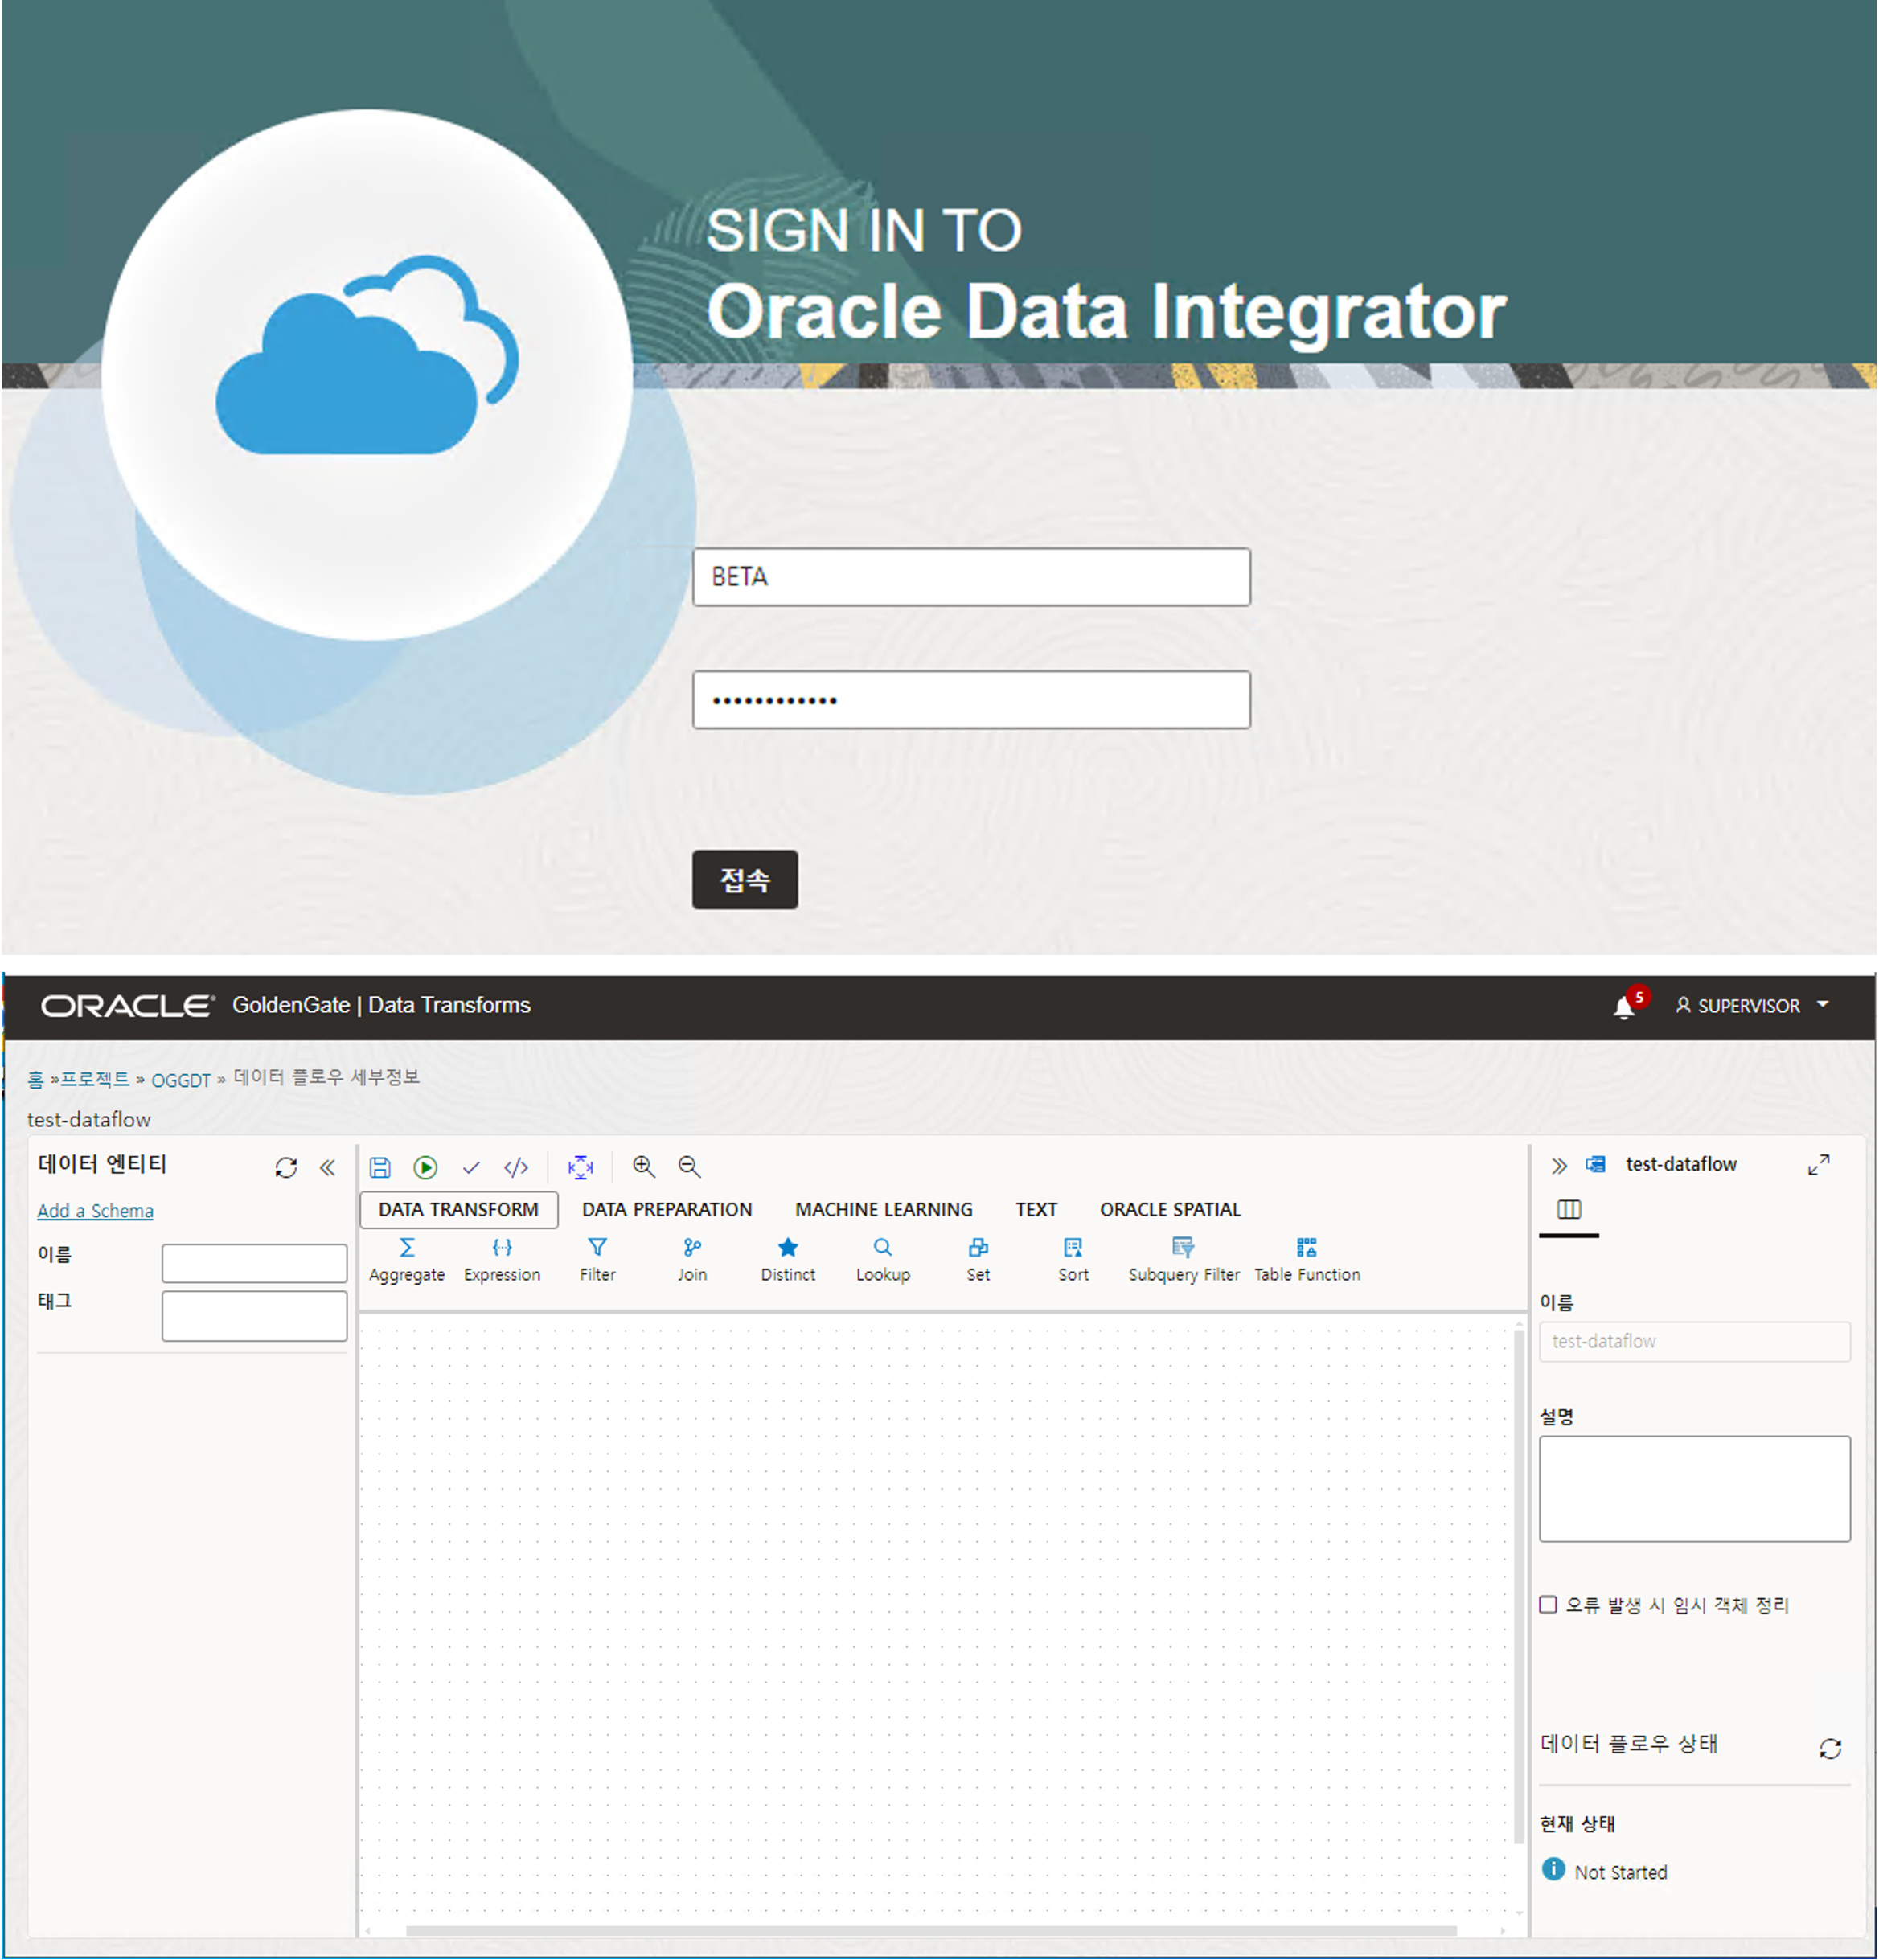 SIGN IN TO
Oracle Data Integrator
BETA
••••••••••••
접속
ORACLE® GoldenGate | Data Transforms
5
SUPERVISOR
홈 »프로젝트 » OGGDT » 데이터 플로우 세부정보
test-dataflow
데이터 엔티티
Add a Schema
이름
태그
DATA TRANSFORM DATA PREPARATION MACHINE LEARNING TEXT ORACLE SPATIAL
Aggregate Expression Filter Join Distinct Lookup Set Sort Subquery Filter Table Function
test-dataflow
이름
test-dataflow
설명
오류 발생 시 임시 객체 정리
데이터 플로우 상태
현재 상태
Not Started